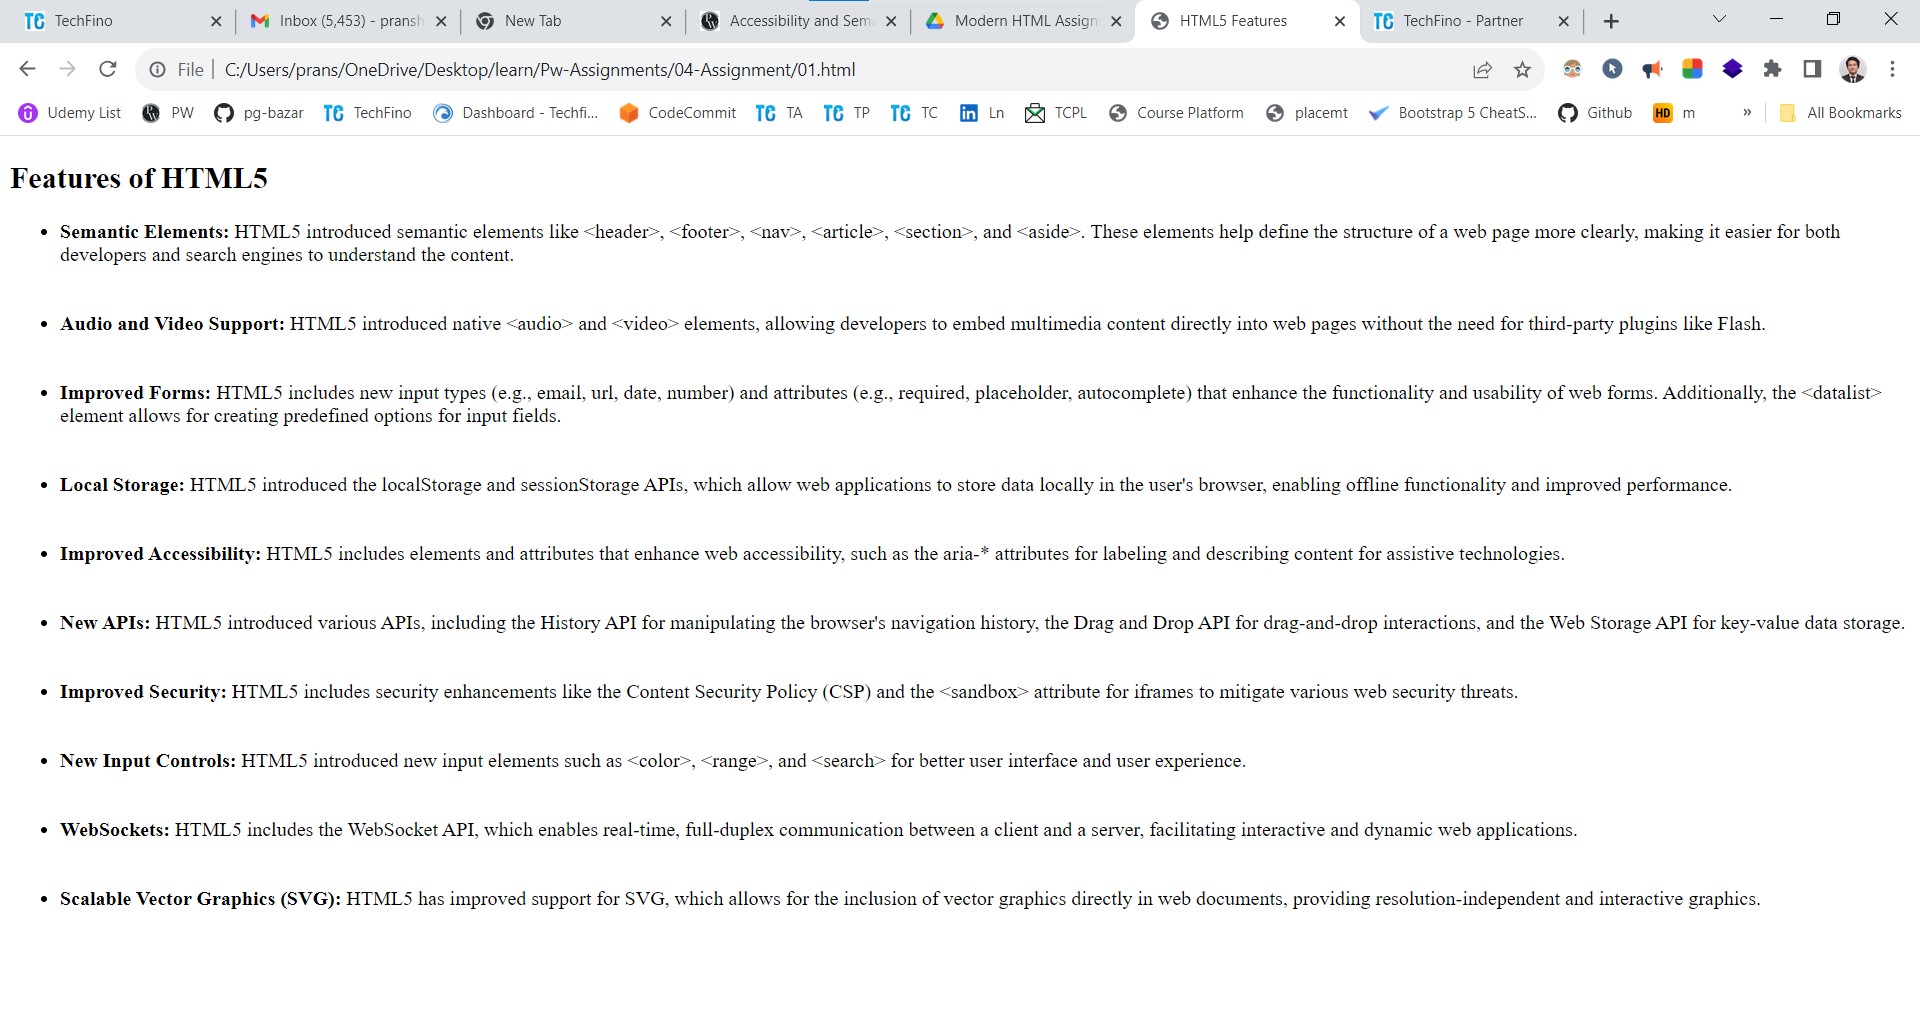 TechFino
Inbox (5,453) - pransh
New Tab
Accessibility and Sem
Modern HTML Assign
HTML5 Features
TechFino - Partner
File
C:/Users/prans/OneDrive/Desktop/learn/Pw-Assignments/04-Assignment/01.html
Udemy List
PW
pg-bazar
TechFino
Dashboard - Techfi...
CodeCommit
TA
TP
TC
Ln
TCPL
Course Platform
placemt
Bootstrap 5 CheatS...
Github
HD m
»
All Bookmarks
Features of HTML5
• Semantic Elements: HTML5 introduced semantic elements like <header>, <footer>, <nav>, <article>, <section>, and <aside>. These elements help define the structure of a web page more clearly, making it easier for both
developers and search engines to understand the content.
• Audio and Video Support: HTML5 introduced native <audio> and <video> elements, allowing developers to embed multimedia content directly into web pages without the need for third-party plugins like Flash.
• Improved Forms: HTML5 includes new input types (e.g., email, url, date, number) and attributes (e.g., required, placeholder, autocomplete) that enhance the functionality and usability of web forms. Additionally, the <datalist>
element allows for creating predefined options for input fields.
• Local Storage: HTML5 introduced the localStorage and sessionStorage APIs, which allow web applications to store data locally in the user's browser, enabling offline functionality and improved performance.
• Improved Accessibility: HTML5 includes elements and attributes that enhance web accessibility, such as the aria-* attributes for labeling and describing content for assistive technologies.
• New APIs: HTML5 introduced various APIs, including the History API for manipulating the browser's navigation history, the Drag and Drop API for drag-and-drop interactions, and the Web Storage API for key-value data storage.
• Improved Security: HTML5 includes security enhancements like the Content Security Policy (CSP) and the <sandbox> attribute for iframes to mitigate various web security threats.
• New Input Controls: HTML5 introduced new input elements such as <color>, <range>, and <search> for better user interface and user experience.
• WebSockets: HTML5 includes the WebSocket API, which enables real-time, full-duplex communication between a client and a server, facilitating interactive and dynamic web applications.
• Scalable Vector Graphics (SVG): HTML5 has improved support for SVG, which allows for the inclusion of vector graphics directly in web documents, providing resolution-independent and interactive graphics.